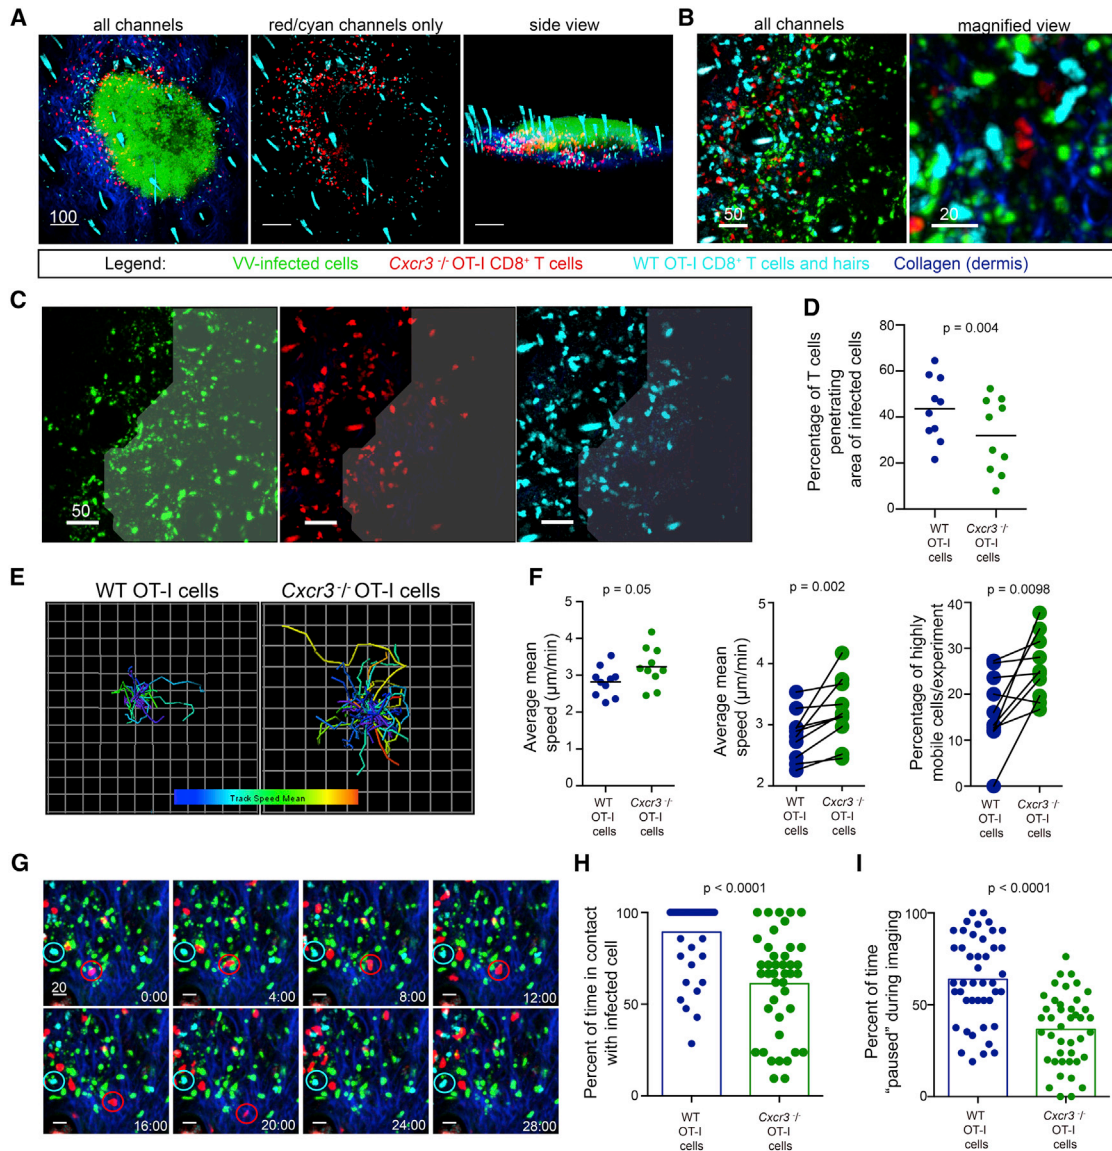 A
all channels
red/cyan channels only
side view
100
B
all channels
magnified view
50
20
Legend:
VV-infected cells
Cxcr3 -/- OT-I CD8+ T cells
WT OT-I CD8+ T cells and hairs
Collagen (dermis)
C
50
D
p = 0.004
Percentage of T cells
penetrating
area of infected cells
80
60
40
20
0
WT
OT-I
cells
Cxcr3 -/-
OT-I
cells
E
WT OT-I cells
Cxcr3 -/- OT-I cells
Track Speed Mean
F
p = 0.05
Average mean
speed (µm/min)
5
4
3
2
1
0
WT
OT-I
cells
Cxcr3 -/-
OT-I
cells
p = 0.002
Average mean
speed (µm/min)
5
4
3
2
WT
OT-I
cells
Cxcr3 -/-
OT-I
cells
p = 0.0098
Percentage of highly
mobile cells/experiment
40
30
20
10
0
WT
OT-I
cells
Cxcr3 -/-
OT-I
cells
G
20
0:00
4:00
8:00
12:00
16:00
20:00
24:00
28:00
H
p < 0.0001
Percent of time in contact
with infected cell
100
50
0
WT
OT-I
cells
Cxcr3 -/-
OT-I
cells
I
p < 0.0001
Percent of time
“paused” during imaging
100
50
0
WT
OT-I
cells
Cxcr3 -/-
OT-I
cells